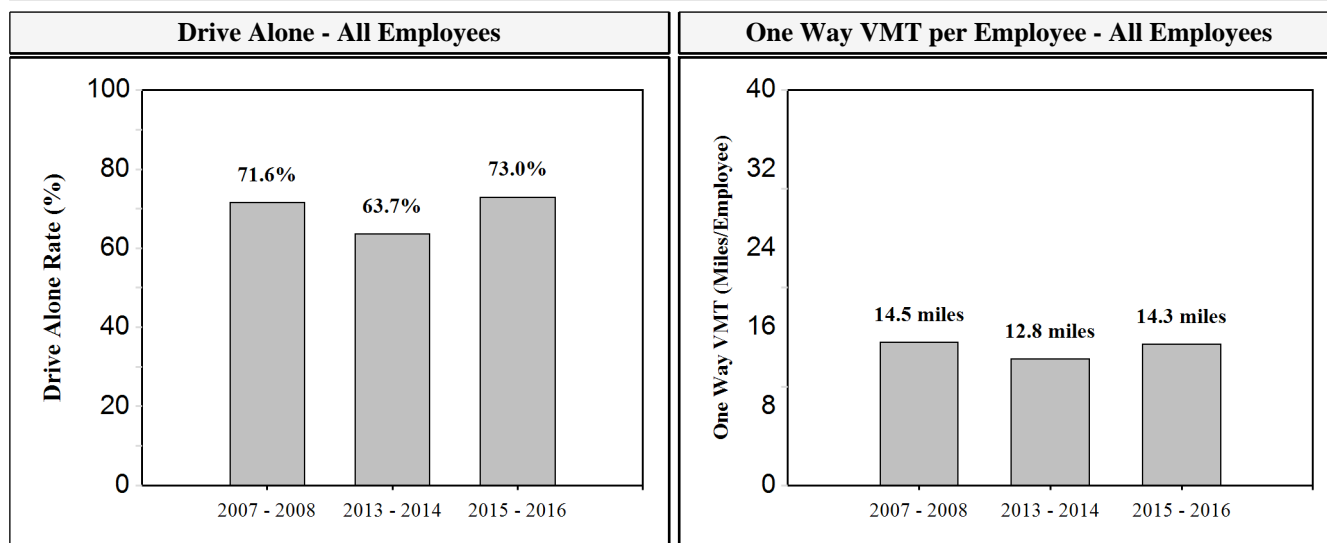 Drive Alone - All Employees
Drive Alone Rate (%)
100
80
60
40
20
0
71.6%
63.7%
73.0%
2007 - 2008
2013 - 2014
2015 - 2016
One Way VMT per Employee - All Employees
One Way VMT (Miles/Employee)
40
32
24
16
8
0
14.5 miles
12.8 miles
14.3 miles
2007 - 2008
2013 - 2014
2015 - 2016